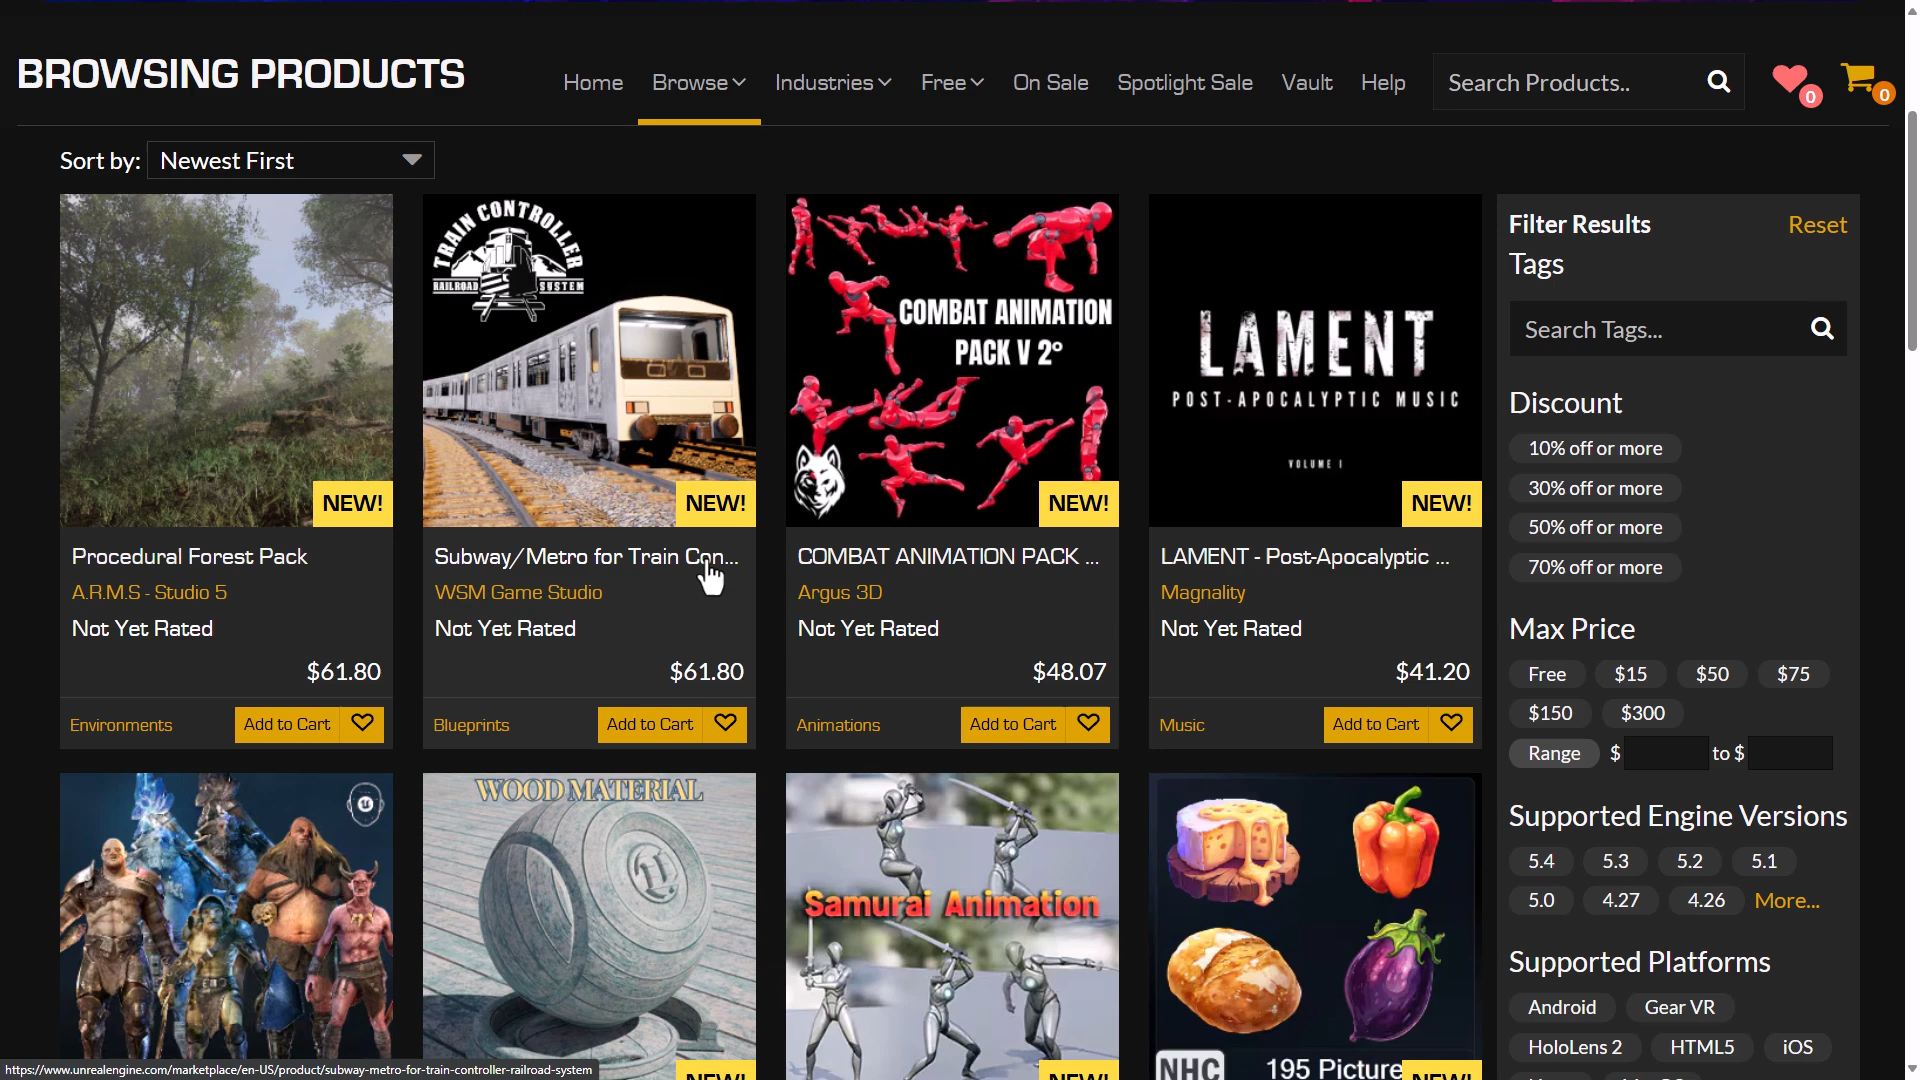 BROWSING PRODUCTS
Home
Browse
Industries
Free
On Sale
Spotlight Sale
Vault
Help
Search Products..
0
0
Sort by:
Newest First
TRAIN CONTROLLER
RAILROAD SYSTEM
COMBAT ANIMATION
PACK V 2°
LAMENT
POST-APOCALYPTIC MUSIC
VOLUME I
NEW!
NEW!
NEW!
NEW!
Procedural Forest Pack
A.R.M.S - Studio 5
Not Yet Rated
$61.80
Environments
Add to Cart
Subway/Metro for Train Con...
WSM Game Studio
Not Yet Rated
$61.80
Blueprints
Add to Cart
COMBAT ANIMATION PACK ...
Argus 3D
Not Yet Rated
$48.07
Animations
Add to Cart
LAMENT - Post-Apocalyptic ...
Magnality
Not Yet Rated
$41.20
Music
Add to Cart
WOOD MATERIAL
Samurai Animation
NHC
195 Picture
NEW!
NEW!
NEW!
Filter Results
Reset
Tags
Search Tags...
Discount
10% off or more
30% off or more
50% off or more
70% off or more
Max Price
Free
$15
$50
$75
$150
$300
Range
$
to $
Supported Engine Versions
5.4
5.3
5.2
5.1
5.0
4.27
4.26
More...
Supported Platforms
Android
Gear VR
HoloLens 2
HTML5
iOS
https://www.unrealengine.com/marketplace/en-US/product/subway-metro-for-train-controller-railroad-system